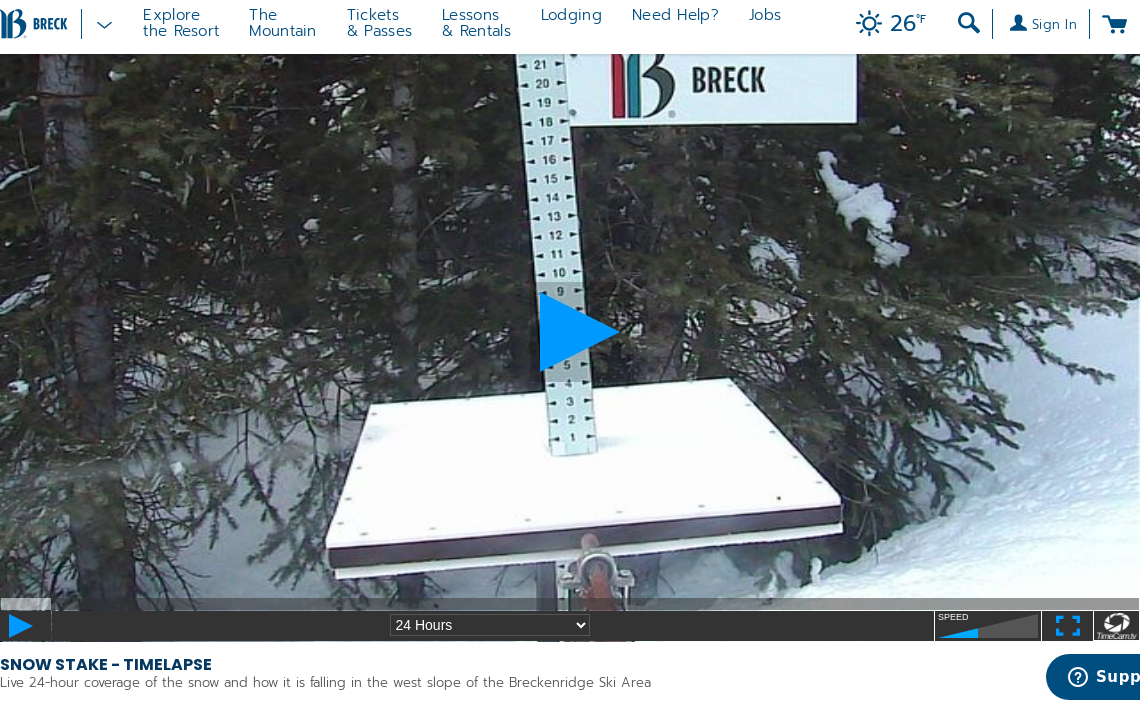 BRECK
Explore
the Resort
The
Mountain
Tickets
& Passes
Lessons
& Rentals
Lodging
Need Help?
Jobs
26°F
Sign In
BRECK
21
20
19
18
17
16
15
14
13
12
11
10
9
5
4
3
2
1
24 Hours
SPEED
TimeCam.tv
SNOW STAKE - TIMELAPSE
Live 24-hour coverage of the snow and how it is falling in the west slope of the Breckenridge Ski Area
Supp